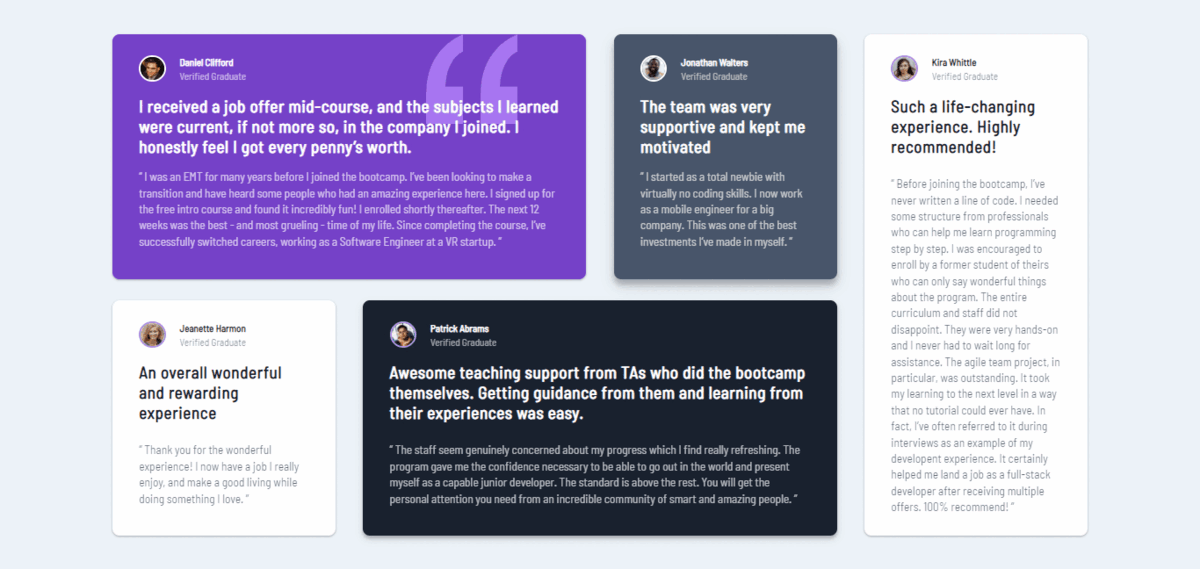 Daniel Clifford
Verified Graduate
I received a job offer mid-course, and the subjects I learned
were current, if not more so, in the company I joined. I
honestly feel I got every penny’s worth.
“ I was an EMT for many years before I joined the bootcamp. I’ve been looking to make a
transition and have heard some people who had an amazing experience here. I signed up for
the free intro course and found it incredibly fun! I enrolled shortly thereafter. The next 12
weeks was the best - and most grueling - time of my life. Since completing the course, I’ve
successfully switched careers, working as a Software Engineer at a VR startup. ”
Jonathan Walters
Verified Graduate
The team was very
supportive and kept me
motivated
“ I started as a total newbie with
virtually no coding skills. I now work
as a mobile engineer for a big
company. This was one of the best
investments I’ve made in myself. ”
Kira Whittle
Verified Graduate
Such a life-changing
experience. Highly
recommended!
“ Before joining the bootcamp, I’ve
never written a line of code. I needed
some structure from professionals
who can help me learn programming
step by step. I was encouraged to
enroll by a former student of theirs
who can only say wonderful things
about the program. The entire
curriculum and staff did not
disappoint. They were very hands-on
and I never had to wait long for
assistance. The agile team project, in
particular, was outstanding. It took
my learning to the next level in a way
that no tutorial could ever have. In
fact, I’ve often referred to it during
interviews as an example of my
developent experience. It certainly
helped me land a job as a full-stack
developer after receiving multiple
offers. 100% recommend! ”
Jeanette Harmon
Verified Graduate
An overall wonderful
and rewarding
experience
“ Thank you for the wonderful
experience! I now have a job I really
enjoy, and make a good living while
doing something I love. ”
Patrick Abrams
Verified Graduate
Awesome teaching support from TAs who did the bootcamp
themselves. Getting guidance from them and learning from
their experiences was easy.
“ The staff seem genuinely concerned about my progress which I find really refreshing. The
program gave me the confidence necessary to be able to go out in the world and present
myself as a capable junior developer. The standard is above the rest. You will get the
personal attention you need from an incredible community of smart and amazing people. ”